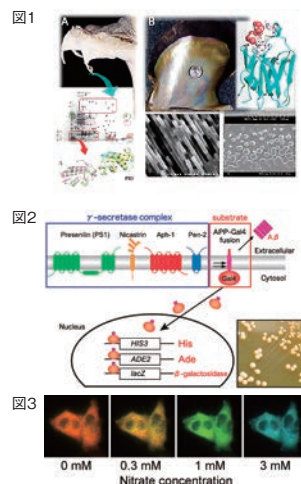 図1
A
B
図2
γ-secretase complex
substrate
Presenilin (PS1)
Nicastrin
Aph-1
Pen-2
APP-Gal4
fusion
Aβ
Extracellular
Cytosol
Gal4
Nucleus
HIS3
His
ADE2
Ade
lacZ
β-galactosidase
図3
0 mM
0.3 mM
1 mM
3 mM
Nitrate concentration